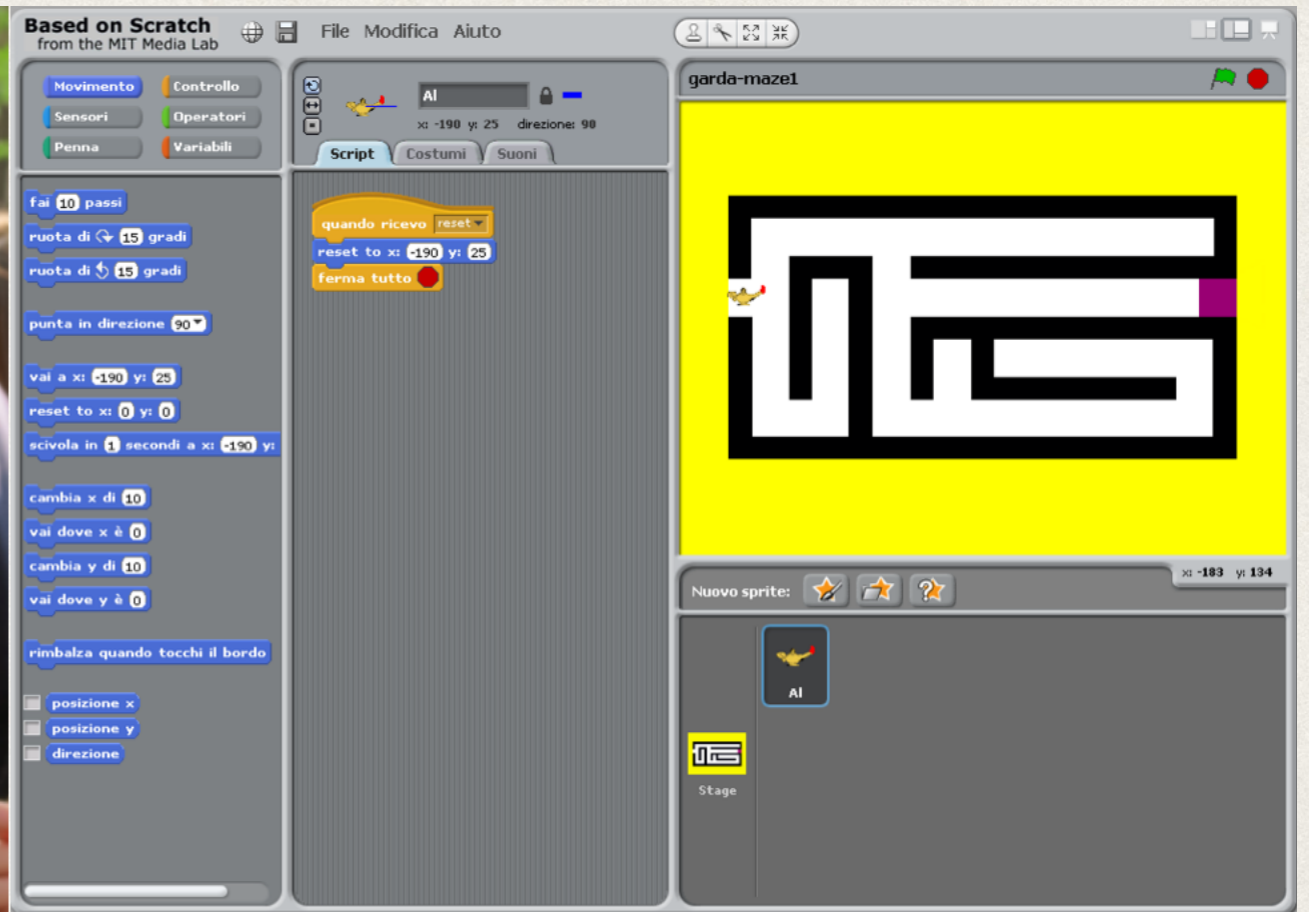 Based on Scratch
from the MIT Media Lab
File Modifica Aiuto
Movimento
Controllo
Sensori
Operatori
Penna
Variabili
fai 10 passi
ruota di 15 gradi
ruota di 15 gradi
punta in direzione 90
vai a x: -190 y: 25
reset to x: 0 y: 0
scivola in 1 secondi a x: -190 y:
cambia x di 10
vai dove x è 0
cambia y di 10
vai dove y è 0
rimbalza quando tocchi il bordo
posizione x
posizione y
direzione
Al
x: -190 y: 25 direzione: 90
Script
Costumi
Suoni
quando ricevo reset
reset to x: -190 y: 25
ferma tutto
garda-maze1
x: -183 y: 134
Nuovo sprite:
Al
Stage